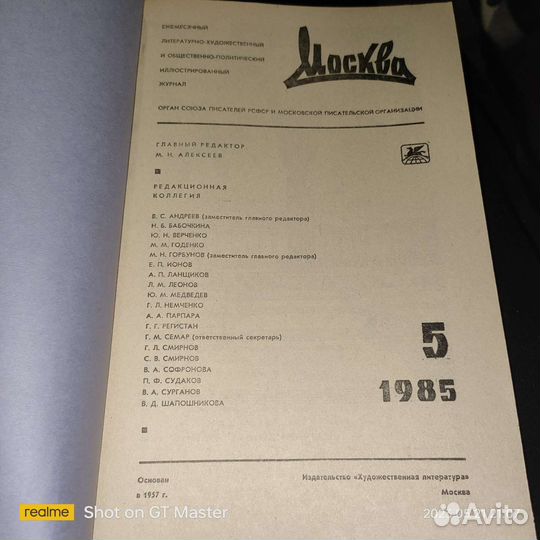 ЕЖЕМЕСЯЧНЫЙ
ЛИТЕРАТУРНО-ХУДОЖЕСТВЕННЫЙ
И ОБЩЕСТВЕННО-ПОЛИТИЧЕСКИЙ
ИЛЛЮСТРИРОВАННЫЙ
ЖУРНАЛ
Москва
ОРГАН СОЮЗА ПИСАТЕЛЕЙ РСФСР И МОСКОВСКОЙ ПИСАТЕЛЬСКОЙ ОРГАНИЗАЦИИ
ГЛАВНЫЙ РЕДАКТОР
М. Н. АЛЕКСЕЕВ
РЕДАКЦИОННАЯ
КОЛЛЕГИЯ
В. С. АНДРЕЕВ (заместитель главного редактора)
Н. Б. БАБОЧКИНА
Ю. Н. ВЕРЧЕНКО
М. М. ГОДЕНКО
М. Н. ГОРБУНОВ (заместитель главного редактора)
Е. П. ИОНОВ
А. П. ЛАНЩИКОВ
Л. М. ЛЕОНОВ
Ю. М. МЕДВЕДЕВ
Г. Л. НЕМЧЕНКО
А. А. ПАРПАРА
Г. Г. РЕГИСТАН
Г. М. СЕМАР (ответственный секретарь)
Г. Л. СМИРНОВ
С. В. СМИРНОВ
В. А. СОФРОНОВА
П. Ф. СУДАКОВ
В. А. СУРГАНОВ
В. Д. ШАПОШНИКОВА
5
1985
Основан
в 1957 г.
Издательство «Художественная литература»
Москва
realme
Shot on GT Master
Avito